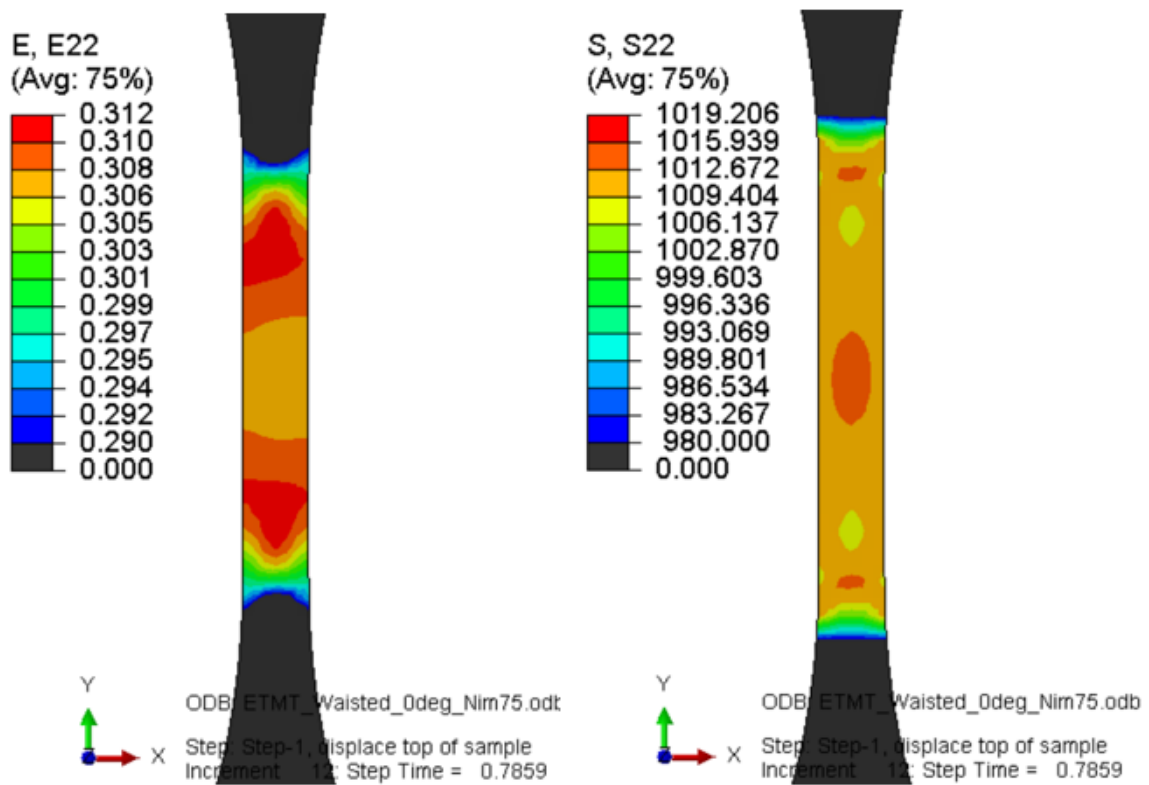 E, E22
(Avg: 75%)
0.312
0.310
0.308
0.306
0.305
0.303
0.301
0.299
0.297
0.295
0.294
0.292
0.290
0.000
Y
X
ODB: ETMT_Waisted_0deg_Nim75.odb
Step: Step-1, displace top of sample
Increment 12: Step Time = 0.7859
S, S22
(Avg: 75%)
1019.206
1015.939
1012.672
1009.404
1006.137
1002.870
999.603
996.336
993.069
989.801
986.534
983.267
980.000
0.000
Y
X
ODB: ETMT_Waisted_0deg_Nim75.odb
Step: Step-1, displace top of sample
Increment 12: Step Time = 0.7859